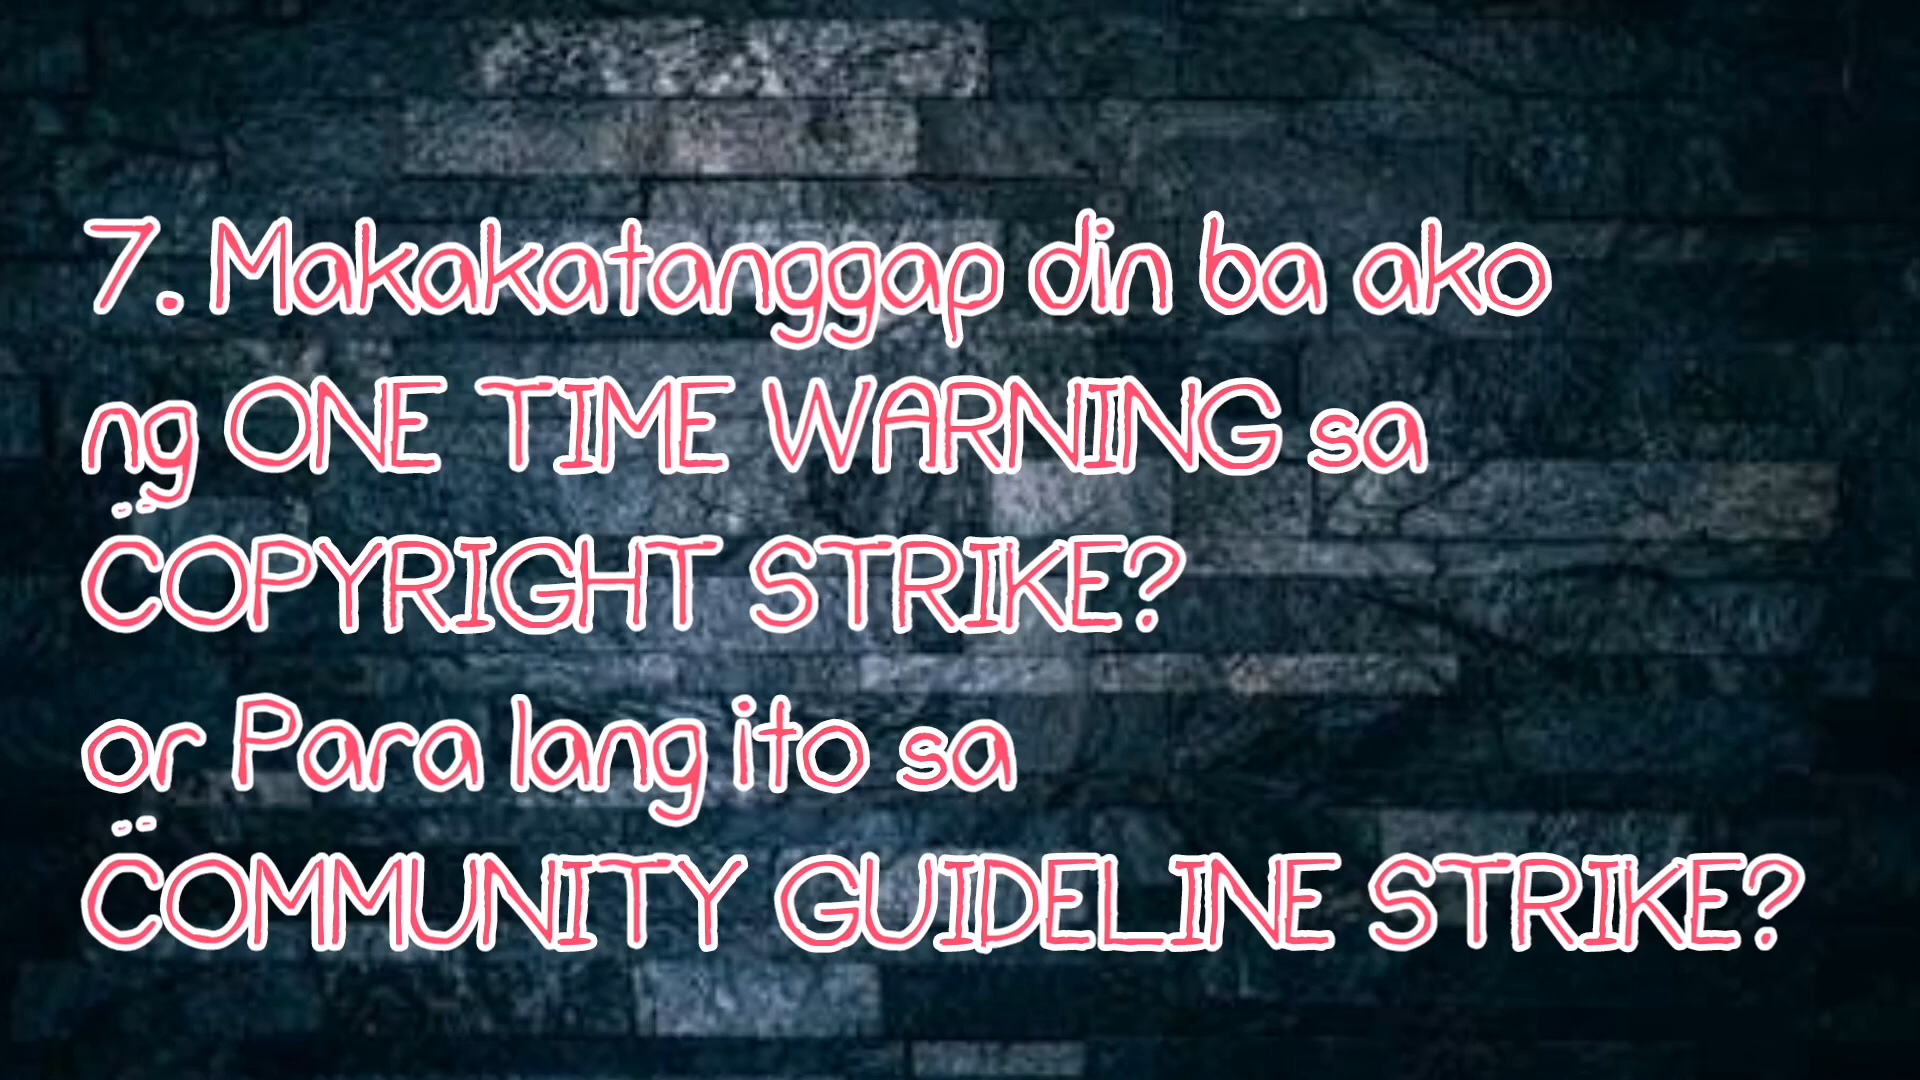 7. Makakatanggap din ba ako
ng ONE TIME WARNING sa
COPYRIGHT STRIKE?
or Para lang ito sa
COMMUNITY GUIDELINE STRIKE?